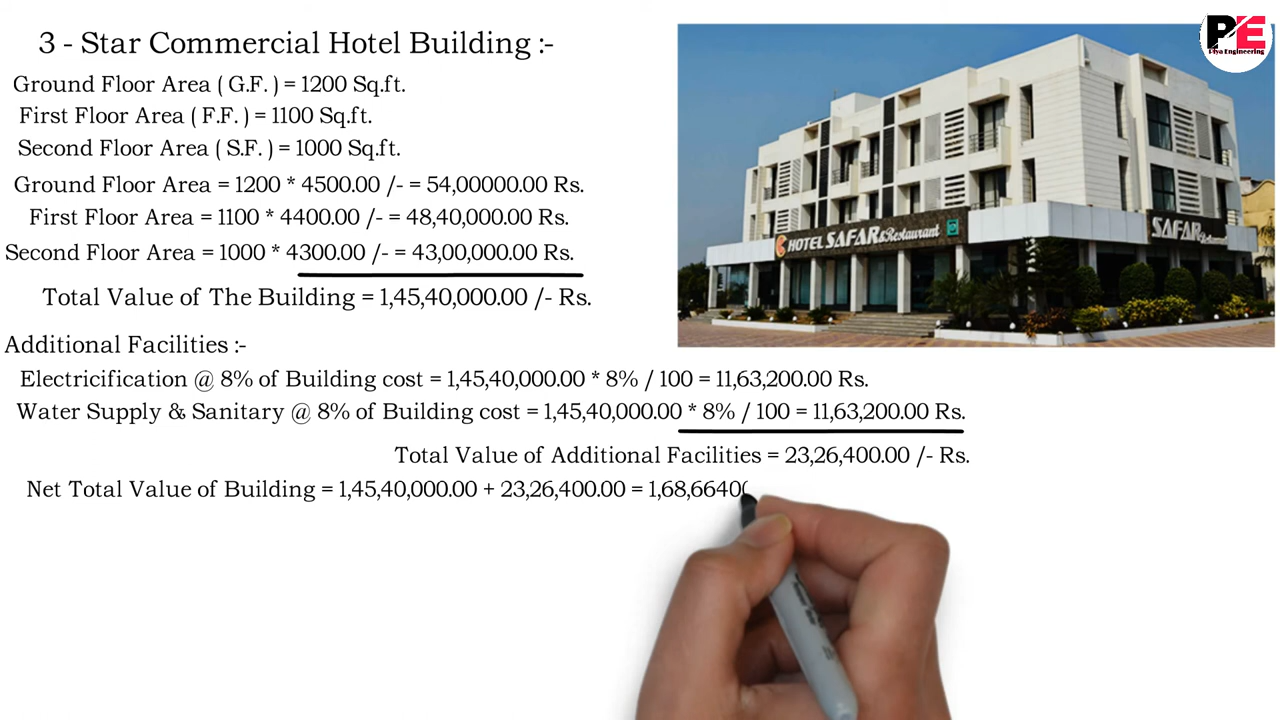 3 - Star Commercial Hotel Building :-
PE
Piya Engineering
Ground Floor Area ( G.F. ) = 1200 Sq.ft.
First Floor Area ( F.F. ) = 1100 Sq.ft.
Second Floor Area ( S.F. ) = 1000 Sq.ft.
Ground Floor Area = 1200 * 4500.00 /- = 54,00000.00 Rs.
First Floor Area = 1100 * 4400.00 /- = 48,40,000.00 Rs.
Second Floor Area = 1000 * 4300.00 /- = 43,00,000.00 Rs.
HOTEL SAFAR & Restaurant
SAFAR Restaurant
Total Value of The Building = 1,45,40,000.00 /- Rs.
Additional Facilities :-
Electricification @ 8% of Building cost = 1,45,40,000.00 * 8% / 100 = 11,63,200.00 Rs.
Water Supply & Sanitary @ 8% of Building cost = 1,45,40,000.00 * 8% / 100 = 11,63,200.00 Rs.
Total Value of Additional Facilities = 23,26,400.00 /- Rs.
Net Total Value of Building = 1,45,40,000.00 + 23,26,400.00 = 1,68,66400